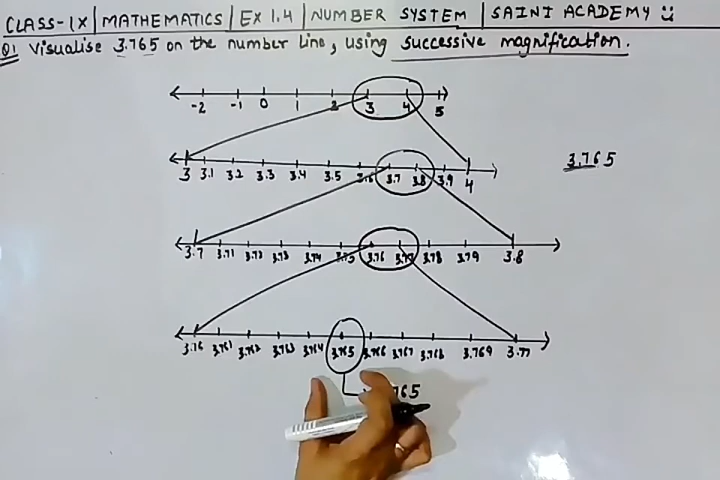 CLASS-IX | MATHEMATICS | EX 1.4 | NUMBER SYSTEM | SAINT ACADEMY
Q1 Visualise 3.765 on the number line, using successive magnification.
-2 -1 0 1 2 3 4 5
3.765
3 3.1 3.2 3.3 3.4 3.5 3.6 3.7 3.8 3.9 4
3.7 3.71 3.72 3.73 3.74 3.75 3.76 3.77 3.78 3.79 3.8
3.76 3.761 3.762 3.763 3.764 3.765 3.766 3.767 3.768 3.769 3.77